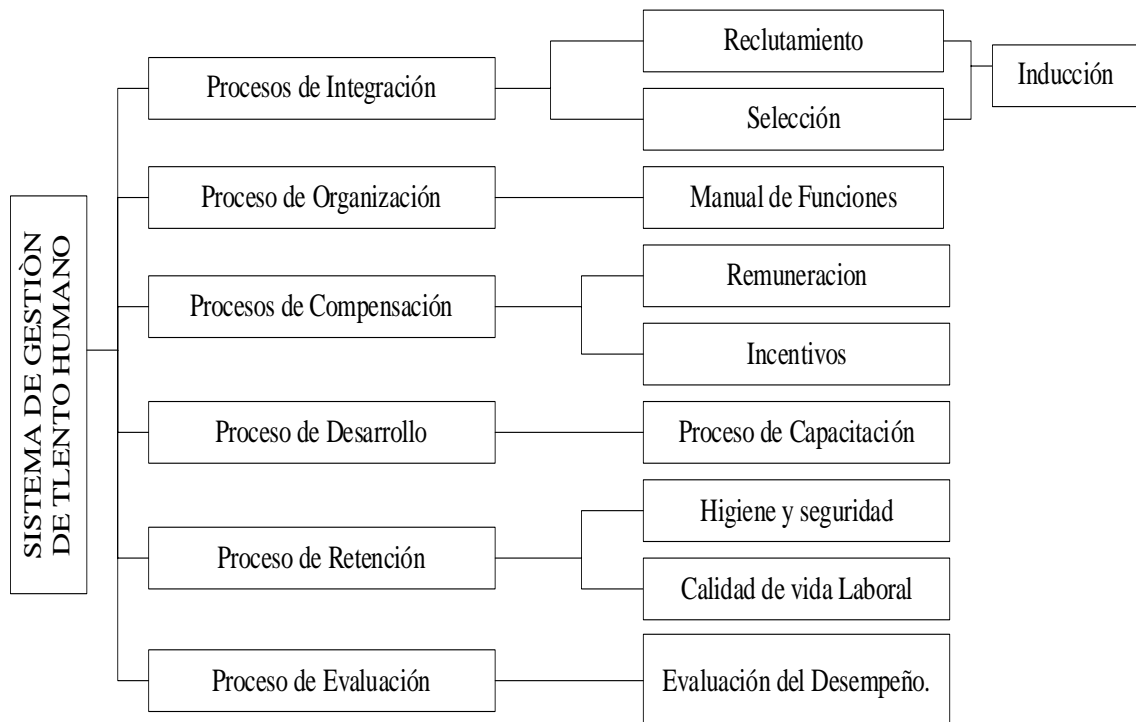 SISTEMA DE GESTIÒN
DE TLENTO HUMANO
Procesos de Integración
Reclutamiento
Selección
Inducción
Proceso de Organización
Manual de Funciones
Procesos de Compensación
Remuneracion
Incentivos
Proceso de Desarrollo
Proceso de Capacitación
Proceso de Retención
Higiene y seguridad
Calidad de vida Laboral
Proceso de Evaluación
Evaluación del Desempeño.